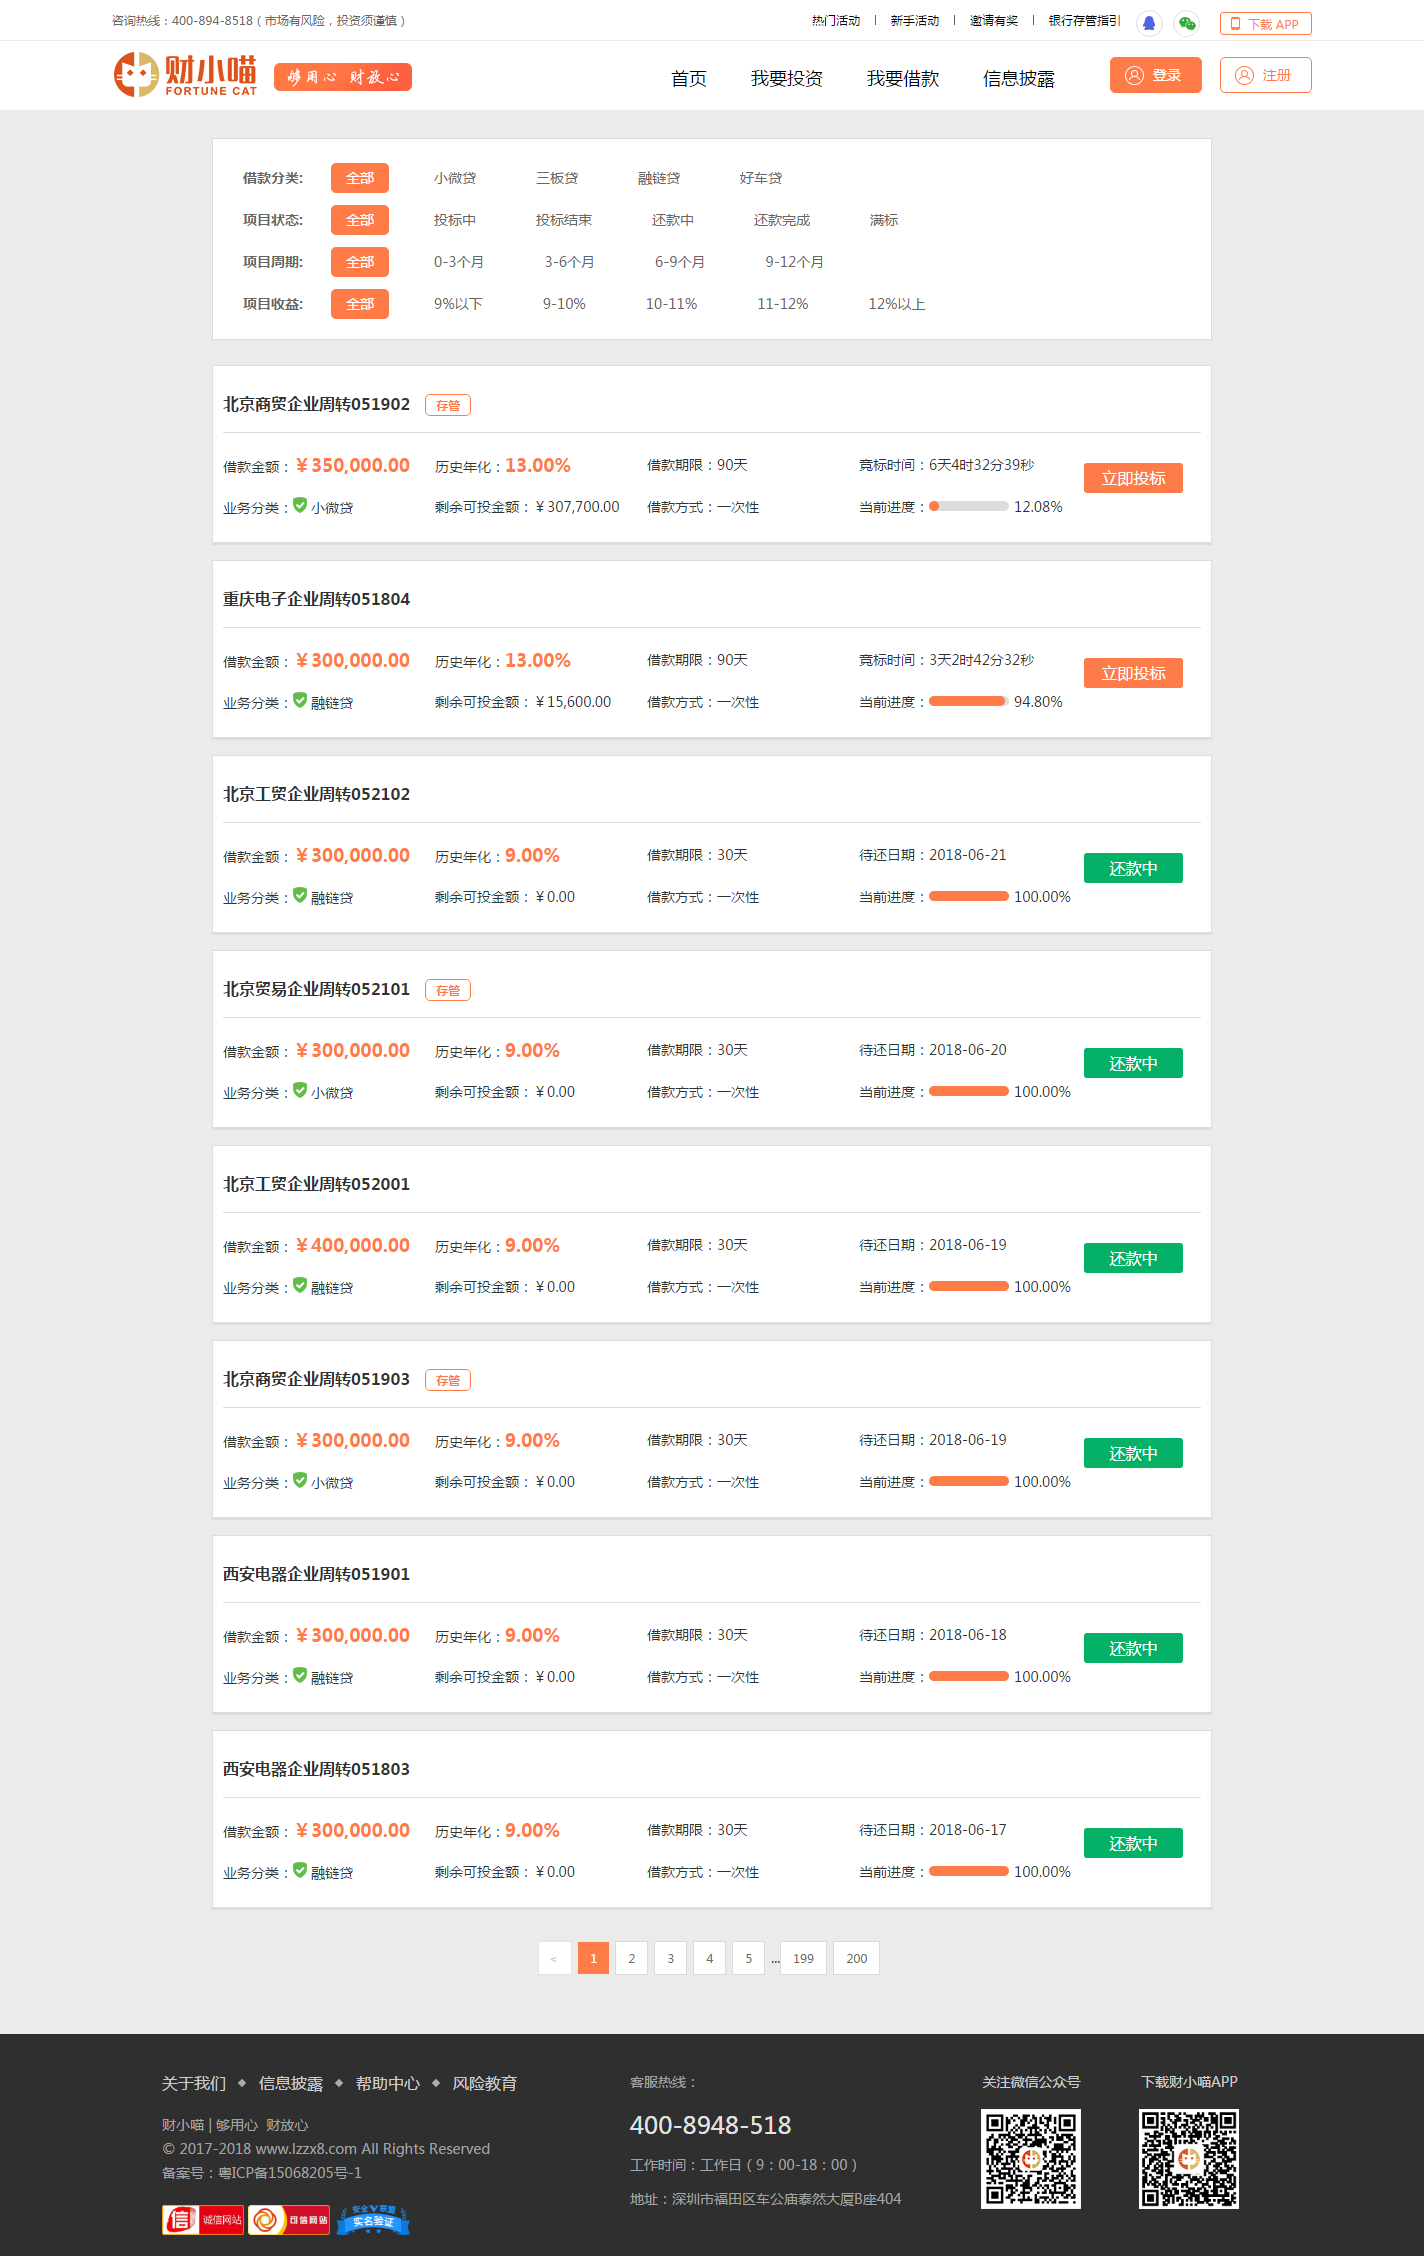 咨询热线：400-894-8518（市场有风险，投资须谨慎）
热门活动 | 新手活动 | 邀请有奖 | 银行存管指引 下载 APP
财小喵 FORTUNE CAT 够用心 财放心
首页 我要投资 我要借款 信息披露 登录 注册
借款分类: 全部 小微贷 三板贷 融链贷 好车贷
项目状态: 全部 投标中 投标结束 还款中 还款完成 满标
项目周期: 全部 0-3个月 3-6个月 6-9个月 9-12个月
项目收益: 全部 9%以下 9-10% 10-11% 11-12% 12%以上
北京商贸企业周转051902 存管
借款金额：￥350,000.00 历史年化：13.00% 借款期限：90天 竟标时间：6天4时32分39秒 立即投标
业务分类： 小微贷 剩余可投金额：￥307,700.00 借款方式：一次性 当前进度： 12.08%
重庆电子企业周转051804
借款金额：￥300,000.00 历史年化：13.00% 借款期限：90天 竟标时间：3天2时42分32秒 立即投标
业务分类： 融链贷 剩余可投金额：￥15,600.00 借款方式：一次性 当前进度： 94.80%
北京工贸企业周转052102
借款金额：￥300,000.00 历史年化：9.00% 借款期限：30天 待还日期：2018-06-21 还款中
业务分类： 融链贷 剩余可投金额：￥0.00 借款方式：一次性 当前进度： 100.00%
北京贸易企业周转052101 存管
借款金额：￥300,000.00 历史年化：9.00% 借款期限：30天 待还日期：2018-06-20 还款中
业务分类： 小微贷 剩余可投金额：￥0.00 借款方式：一次性 当前进度： 100.00%
北京工贸企业周转052001
借款金额：￥400,000.00 历史年化：9.00% 借款期限：30天 待还日期：2018-06-19 还款中
业务分类： 融链贷 剩余可投金额：￥0.00 借款方式：一次性 当前进度： 100.00%
北京商贸企业周转051903 存管
借款金额：￥300,000.00 历史年化：9.00% 借款期限：30天 待还日期：2018-06-19 还款中
业务分类： 小微贷 剩余可投金额：￥0.00 借款方式：一次性 当前进度： 100.00%
西安电器企业周转051901
借款金额：￥300,000.00 历史年化：9.00% 借款期限：30天 待还日期：2018-06-18 还款中
业务分类： 融链贷 剩余可投金额：￥0.00 借款方式：一次性 当前进度： 100.00%
西安电器企业周转051803
借款金额：￥300,000.00 历史年化：9.00% 借款期限：30天 待还日期：2018-06-17 还款中
业务分类： 融链贷 剩余可投金额：￥0.00 借款方式：一次性 当前进度： 100.00%
< 1 2 3 4 5 ... 199 200
关于我们 ◆ 信息披露 ◆ 帮助中心 ◆ 风险教育
财小喵 | 够用心 财放心
© 2017-2018 www.lzzx8.com All Rights Reserved
备案号：粤ICP备15068205号-1
信 诚信网站 可信网站 安全联盟 实名验证
客服热线：
400-8948-518
工作时间：工作日（9：00-18：00）
地址：深圳市福田区车公庙泰然大厦B座404
关注微信公众号 下载财小喵APP